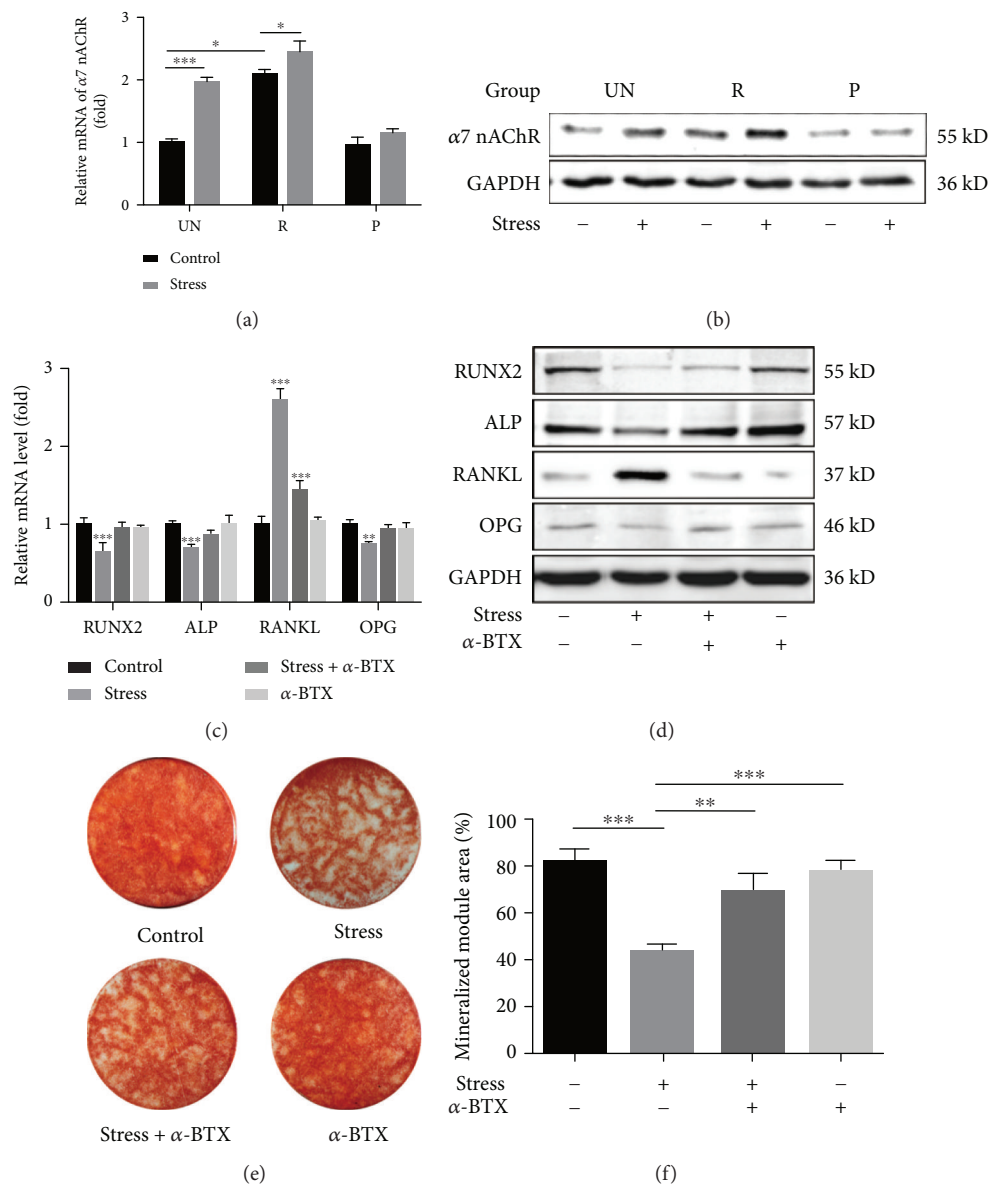 3
2
1
0
Relative mRNA of α7 nAChR
(fold)
***
*
*
UN R P
Control
Stress
(a)
Group UN R P
α7 nAChR 55 kD
GAPDH 36 kD
Stress – + – + – +
(b)
3
2
1
0
Relative mRNA level (fold)
*** *** *** *** **
RUNX2 ALP RANKL OPG
Control Stress + α-BTX
Stress α-BTX
(c)
RUNX2 55 kD
ALP 57 kD
RANKL 37 kD
OPG 46 kD
GAPDH 36 kD
Stress – + + –
α-BTX – – + +
(d)
Control Stress
Stress + α-BTX α-BTX
(e)
***
**
***
100
80
60
40
20
0
Mineralized module area (%)
Stress – + + –
α-BTX – – + +
(f)